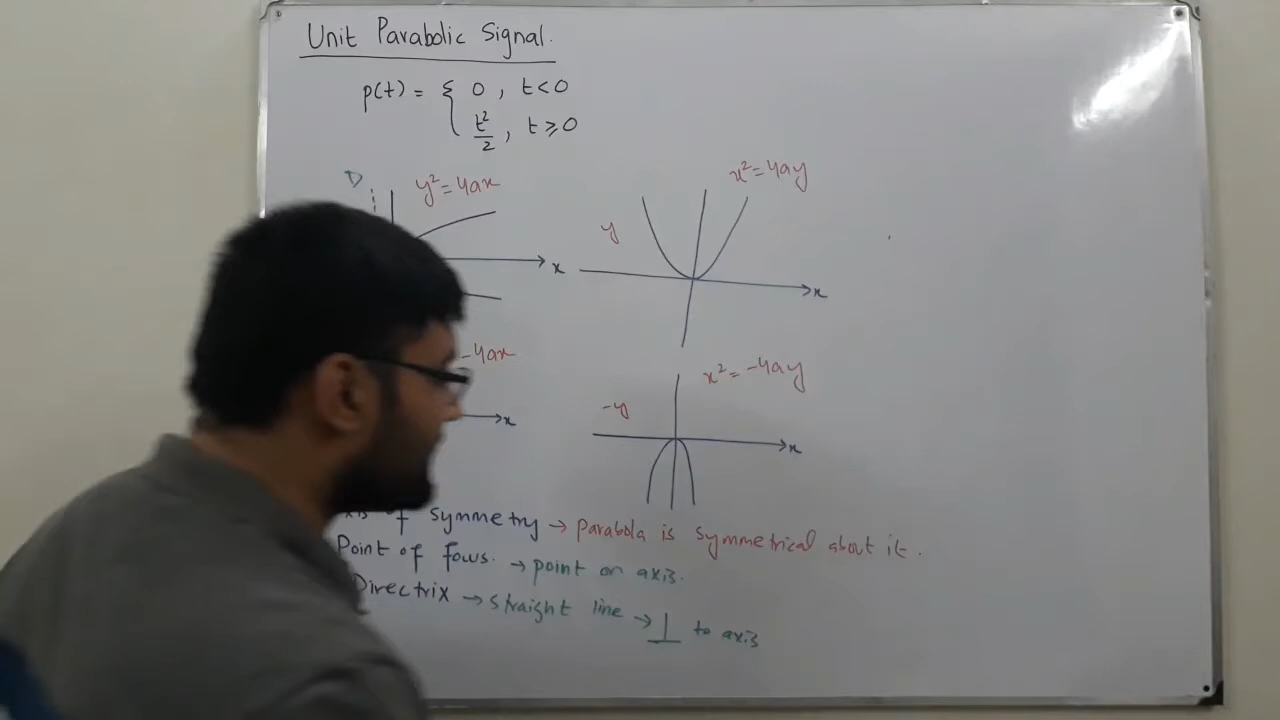 Unit Parabolic Signal.
p(t) = { 0 , t<0
t²/2 , t≥0
D
y² = 4ax
x
x² = 4ay
y
x
-4ax
x
x² = -4ay
-y
x
of symmetry → parabola is symmetrical about it.
Point of focus. → point on axis.
Directrix → straight line → ⊥ to axis